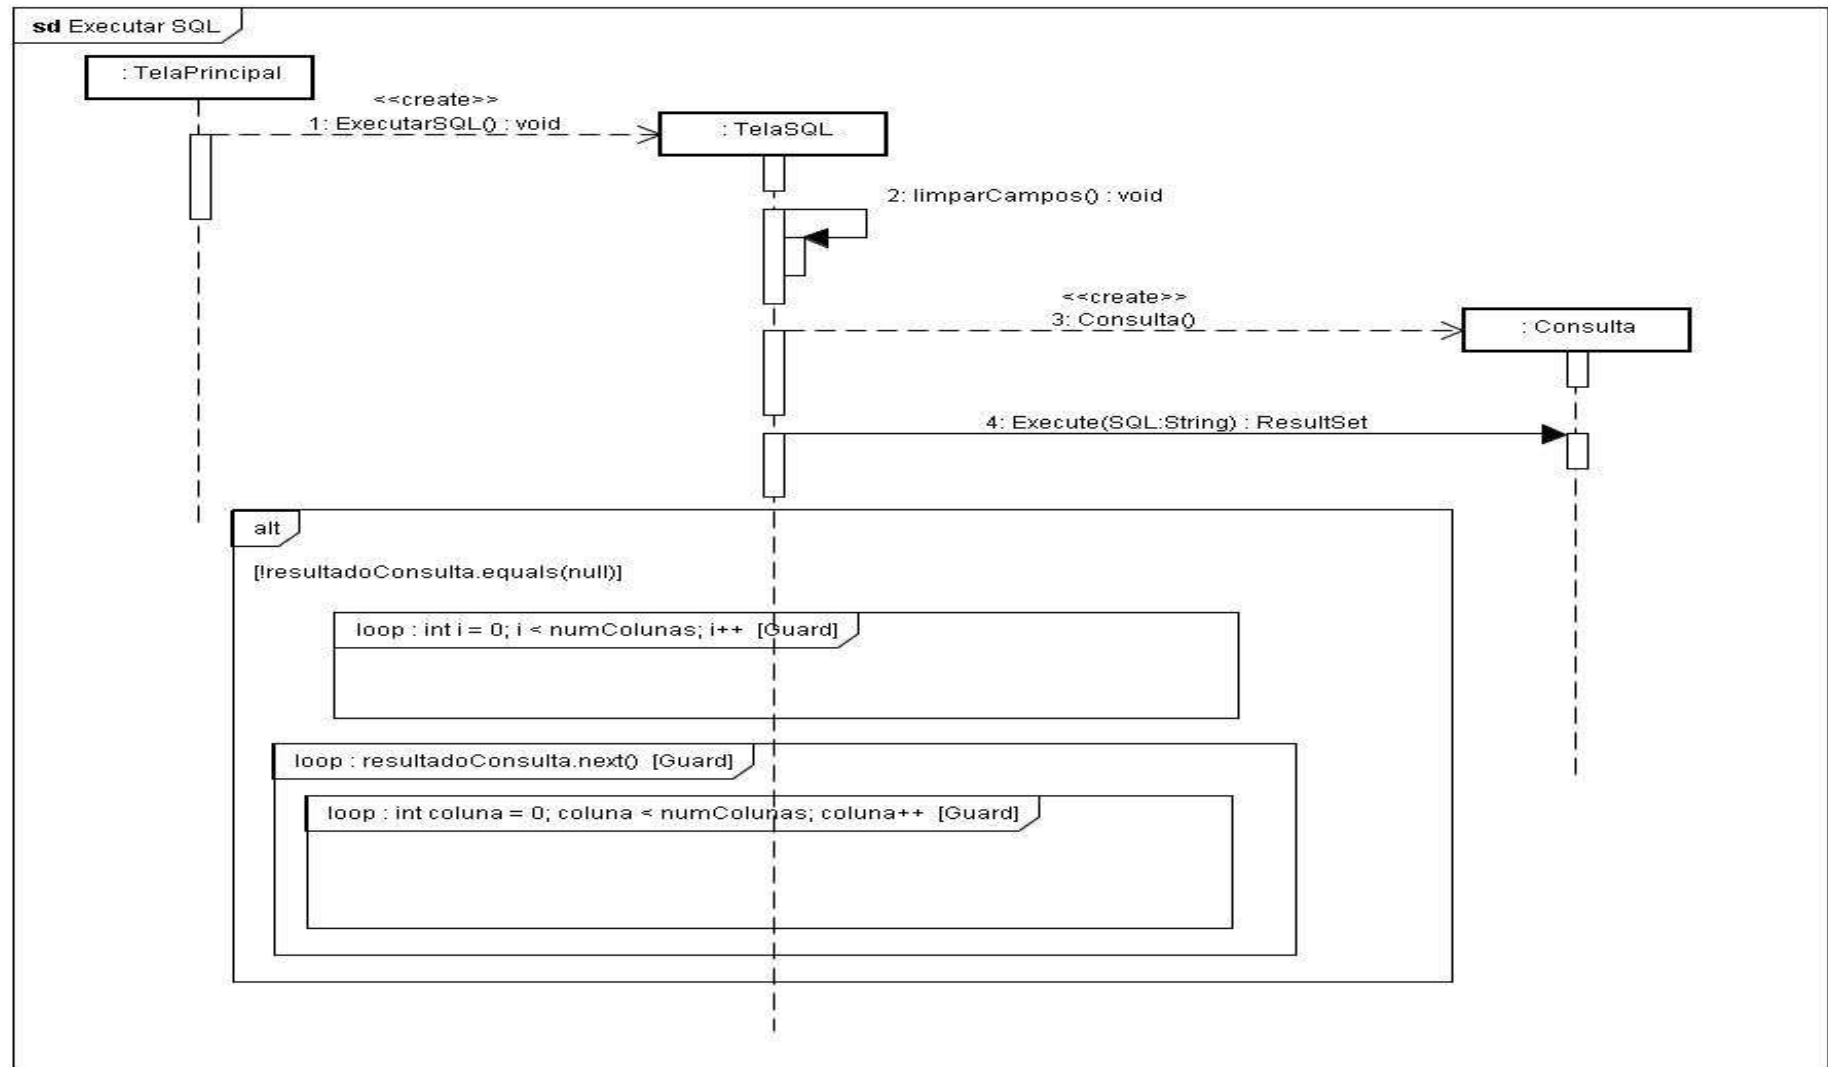 sd Executar SQL
: TelaPrincipal
<<create>>
1: ExecutarSQL() : void
: TelaSQL
2: limparCampos() : void
<<create>>
3: Consulta()
: Consulta
4: Execute(SQL:String) : ResultSet
alt
[!resultadoConsulta.equals(null)]
loop : int i = 0; i < numColunas; i++ [Guard]
loop : resultadoConsulta.next() [Guard]
loop : int coluna = 0; coluna < numColunas; coluna++ [Guard]